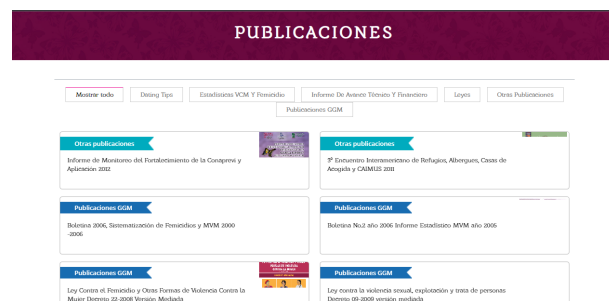 PUBLICACIONES
Mostrar todo
Dating Tips
Estadísticas VCM Y Femicidio
Informe De Avance Técnico Y Financiero
Leyes
Otras Publicaciones
Publicaciones GGM
Otras publicaciones
Informe de Monitoreo del Fortalecimiento de la Conaprevi y
Aplicación 2012
Otras publicaciones
7º Encuentro Interamericano de Refugios, Albergues, Casas de
Acogida y CAIMUS 2011
Publicaciones GGM
Boletina 2006, Sistematización de Femicidios y MVM 2000
-2006
Publicaciones GGM
Boletina No.2 año 2006 Informe Estadístico MVM año 2005
Publicaciones GGM
Ley Contra el Femicidio y Otras Formas de Violencia Contra la
Mujer Decreto 22-2008 Versión Mediada
Publicaciones GGM
Ley contra la violencia sexual, explotación y trata de personas
Decreto 09-2009 versión mediada